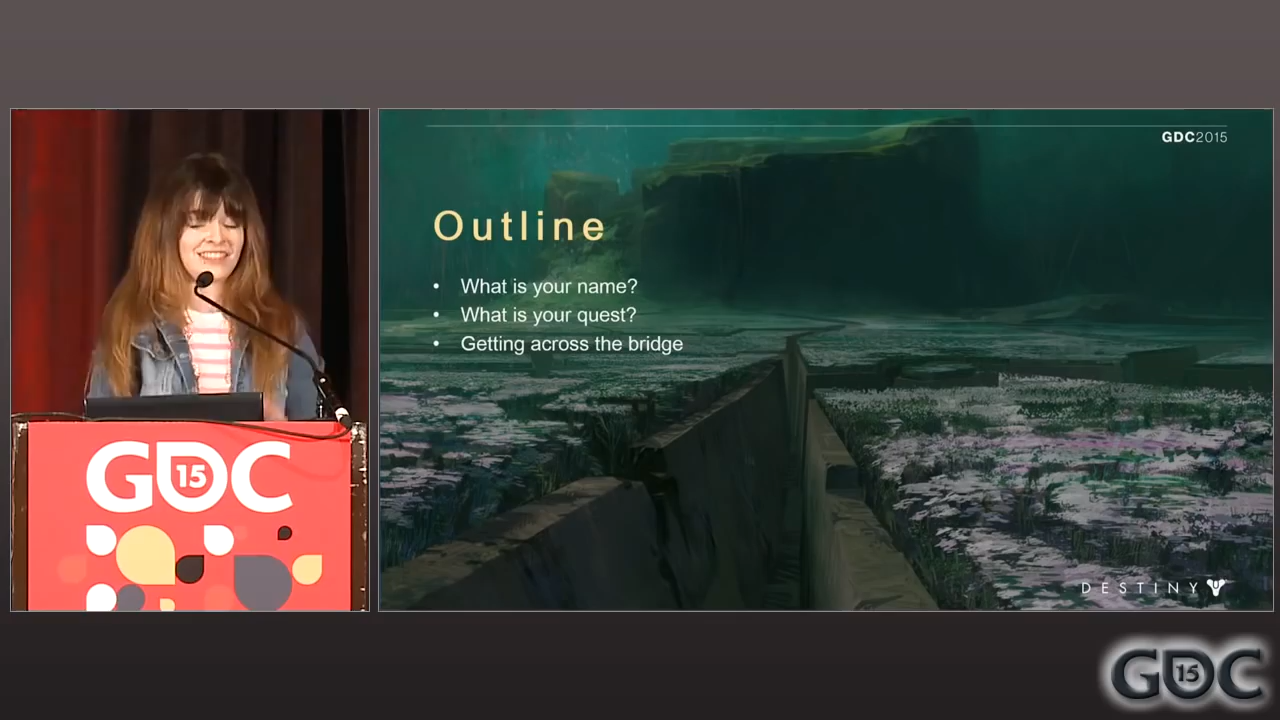 GDC2015
Outline
• What is your name?
• What is your quest?
• Getting across the bridge
DESTINY
GDC
15
GDC
15